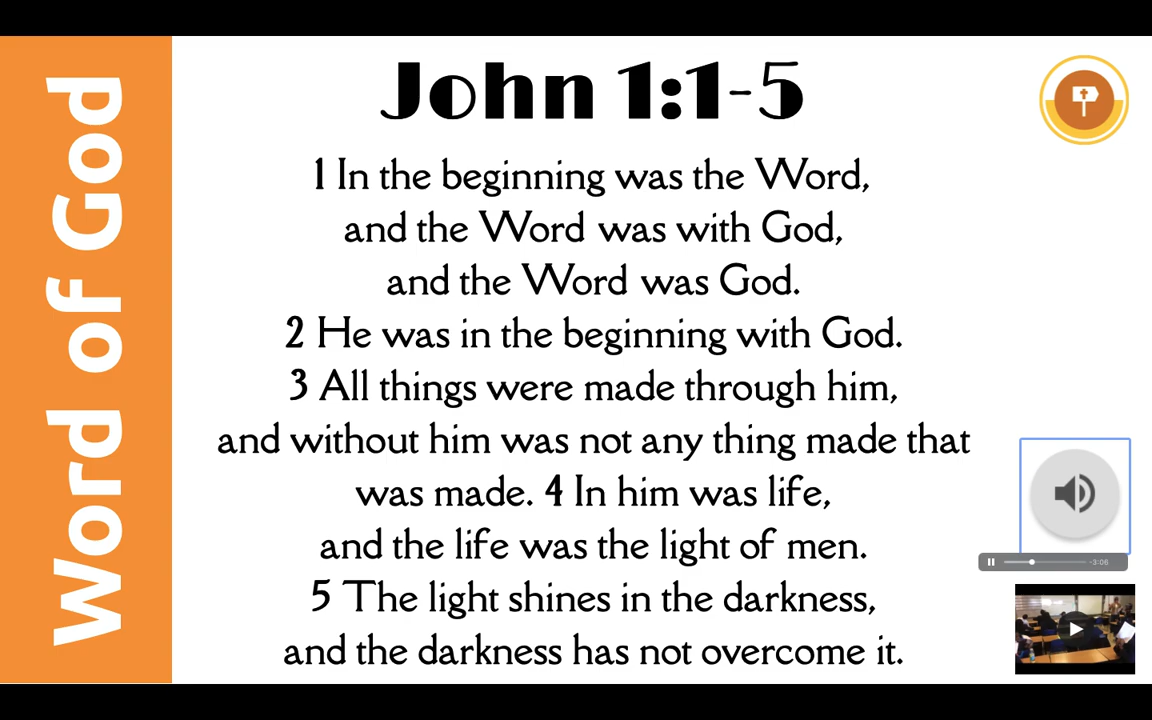 Word of God
John 1:1-5
1 In the beginning was the Word,
and the Word was with God,
and the Word was God.
2 He was in the beginning with God.
3 All things were made through him,
and without him was not any thing made that
was made. 4 In him was life,
and the life was the light of men.
5 The light shines in the darkness,
and the darkness has not overcome it.
-3:06